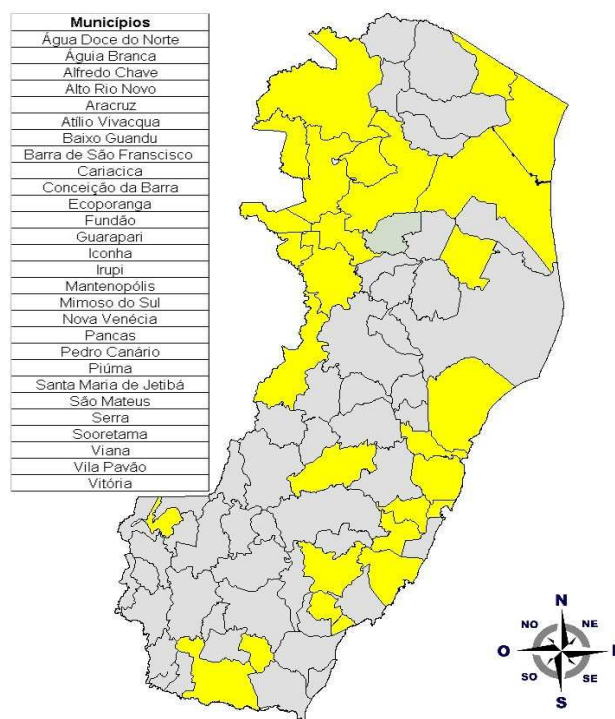 Municípios
Água Doce do Norte
Águia Branca
Alfredo Chave
Alto Rio Novo
Aracruz
Atílio Vivacqua
Baixo Guandu
Barra de São Franscisco
Cariacica
Conceição da Barra
Ecoporanga
Fundão
Guarapari
Iconha
Irupi
Mantenopólis
Mimoso do Sul
Nova Venécia
Pancas
Pedro Canário
Piúma
Santa Maria de Jetibá
São Mateus
Serra
Sooretama
Viana
Vila Pavão
Vitória
N
NO NE
O
SO SE
S